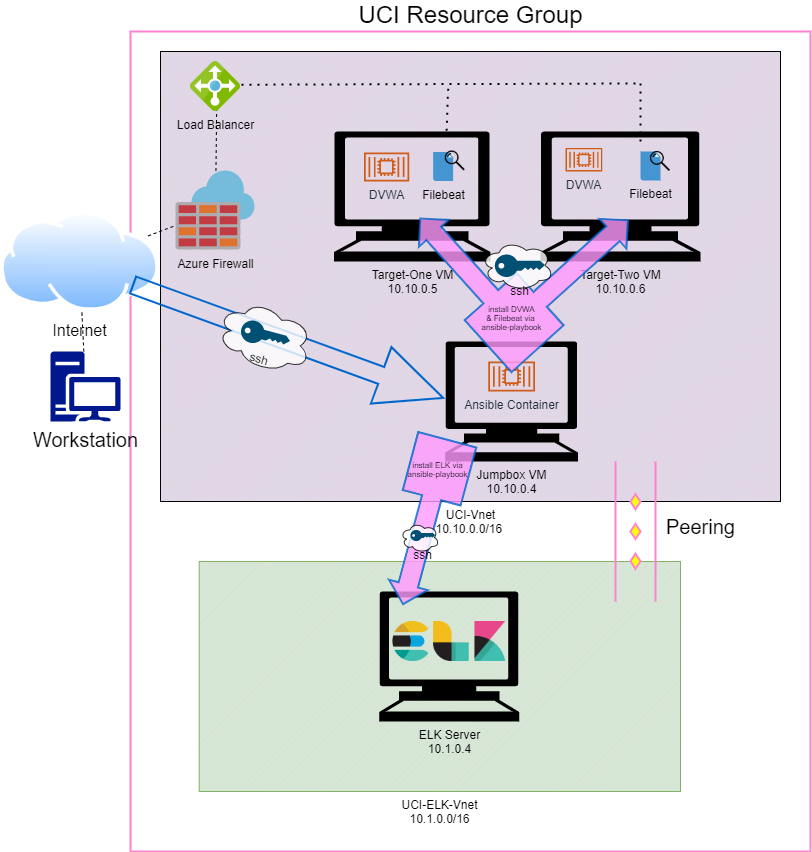 UCI Resource Group
Load Balancer
DVWA
Filebeat
DVWA
Filebeat
Azure Firewall
Target-One VM
10.10.0.5
Target-Two VM
10.10.0.6
ssh
install DVWA
& Filebeat via
ansible-playbook
Internet
ssh
Workstation
Ansible Container
install ELK via
ansible-playbook
Jumpbox VM
10.10.0.4
UCI-Vnet
10.10.0.0/16
Peering
ssh
ELK
ELK Server
10.1.0.4
UCI-ELK-Vnet
10.1.0.0/16